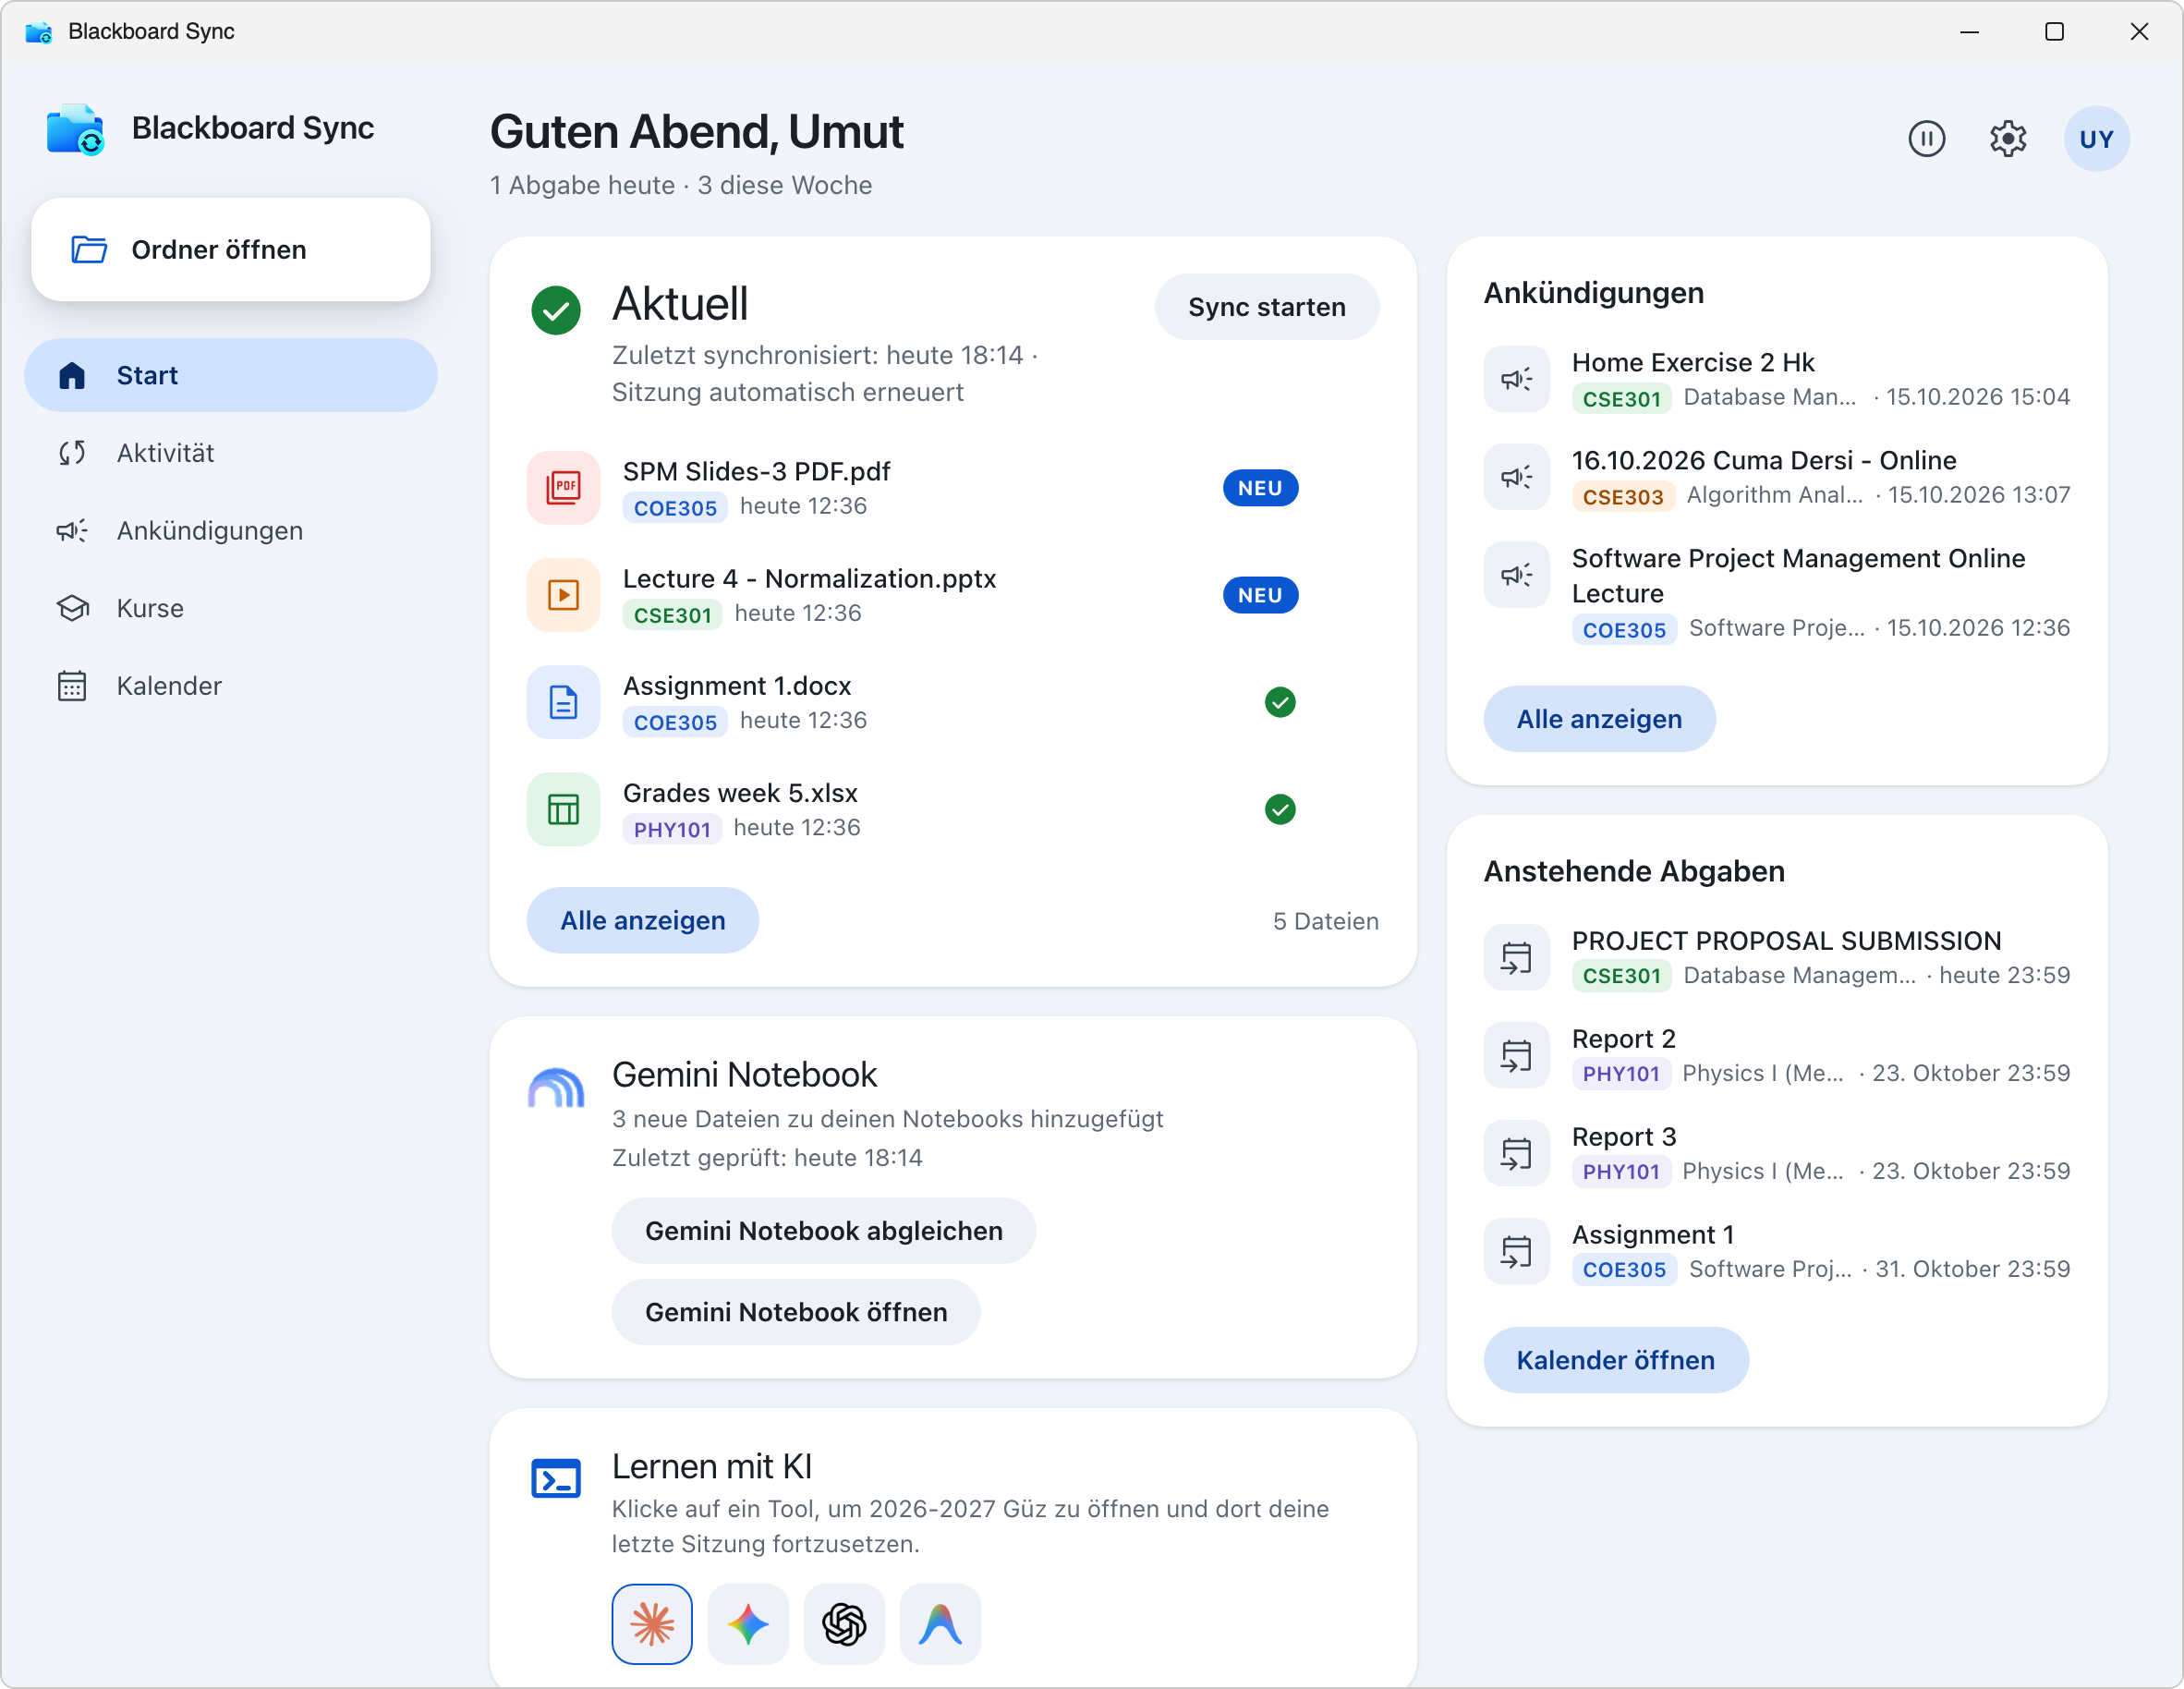 Blackboard Sync
Blackboard Sync
Ordner öffnen
Start
Aktivität
Ankündigungen
Kurse
Kalender
Guten Abend, Umut
1 Abgabe heute · 3 diese Woche
UY
Aktuell
Zuletzt synchronisiert: heute 18:14 ·
Sitzung automatisch erneuert
Sync starten
PDF
SPM Slides-3 PDF.pdf
COE305 heute 12:36
NEU
Lecture 4 - Normalization.pptx
CSE301 heute 12:36
NEU
Assignment 1.docx
COE305 heute 12:36
Grades week 5.xlsx
PHY101 heute 12:36
Alle anzeigen
5 Dateien
Gemini Notebook
3 neue Dateien zu deinen Notebooks hinzugefügt
Zuletzt geprüft: heute 18:14
Gemini Notebook abgleichen
Gemini Notebook öffnen
Lernen mit KI
Klicke auf ein Tool, um 2026-2027 Güz zu öffnen und dort deine
letzte Sitzung fortzusetzen.
Ankündigungen
Home Exercise 2 Hk
CSE301 Database Man... · 15.10.2026 15:04
16.10.2026 Cuma Dersi - Online
CSE303 Algorithm Anal... · 15.10.2026 13:07
Software Project Management Online
Lecture
COE305 Software Proje... · 15.10.2026 12:36
Alle anzeigen
Anstehende Abgaben
PROJECT PROPOSAL SUBMISSION
CSE301 Database Managem... · heute 23:59
Report 2
PHY101 Physics I (Me... · 23. Oktober 23:59
Report 3
PHY101 Physics I (Me... · 23. Oktober 23:59
Assignment 1
COE305 Software Proj... · 31. Oktober 23:59
Kalender öffnen